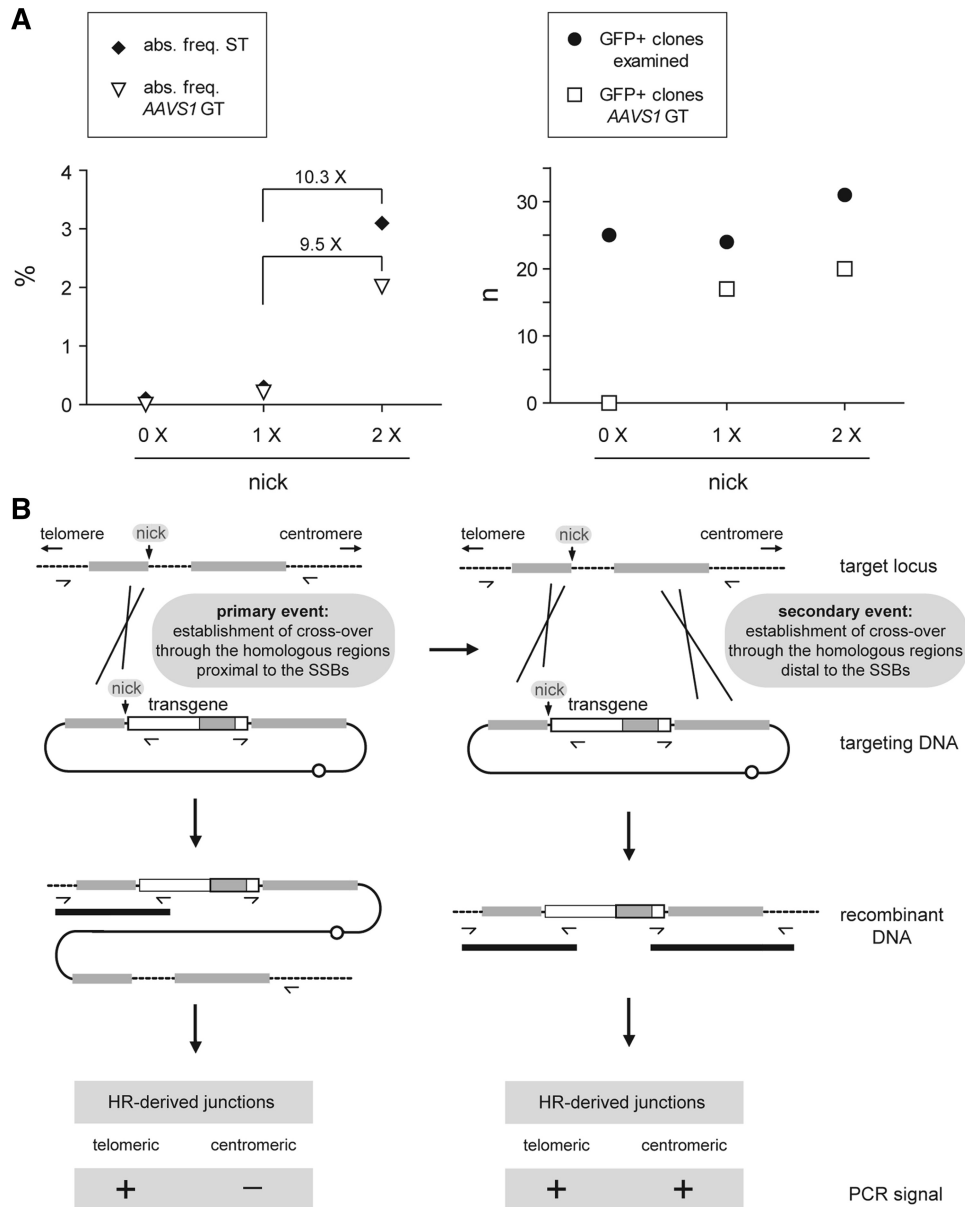 A
abs. freq. ST
abs. freq.
AAVS1 GT
4
3
2
1
0
%
10.3 X
9.5 X
0 X
1 X
2 X
nick
GFP+ clones
examined
GFP+ clones
AAVS1 GT
30
20
10
0
n
0 X
1 X
2 X
nick
B
telomere
nick
centromere
primary event:
establishment of cross-over
through the homologous regions
proximal to the SSBs
nick
transgene
telomere
nick
centromere
target locus
secondary event:
establishment of cross-over
through the homologous regions
distal to the SSBs
nick
transgene
targeting DNA
recombinant
DNA
HR-derived junctions
telomeric
centromeric
+
−
HR-derived junctions
telomeric
centromeric
+
+
PCR signal